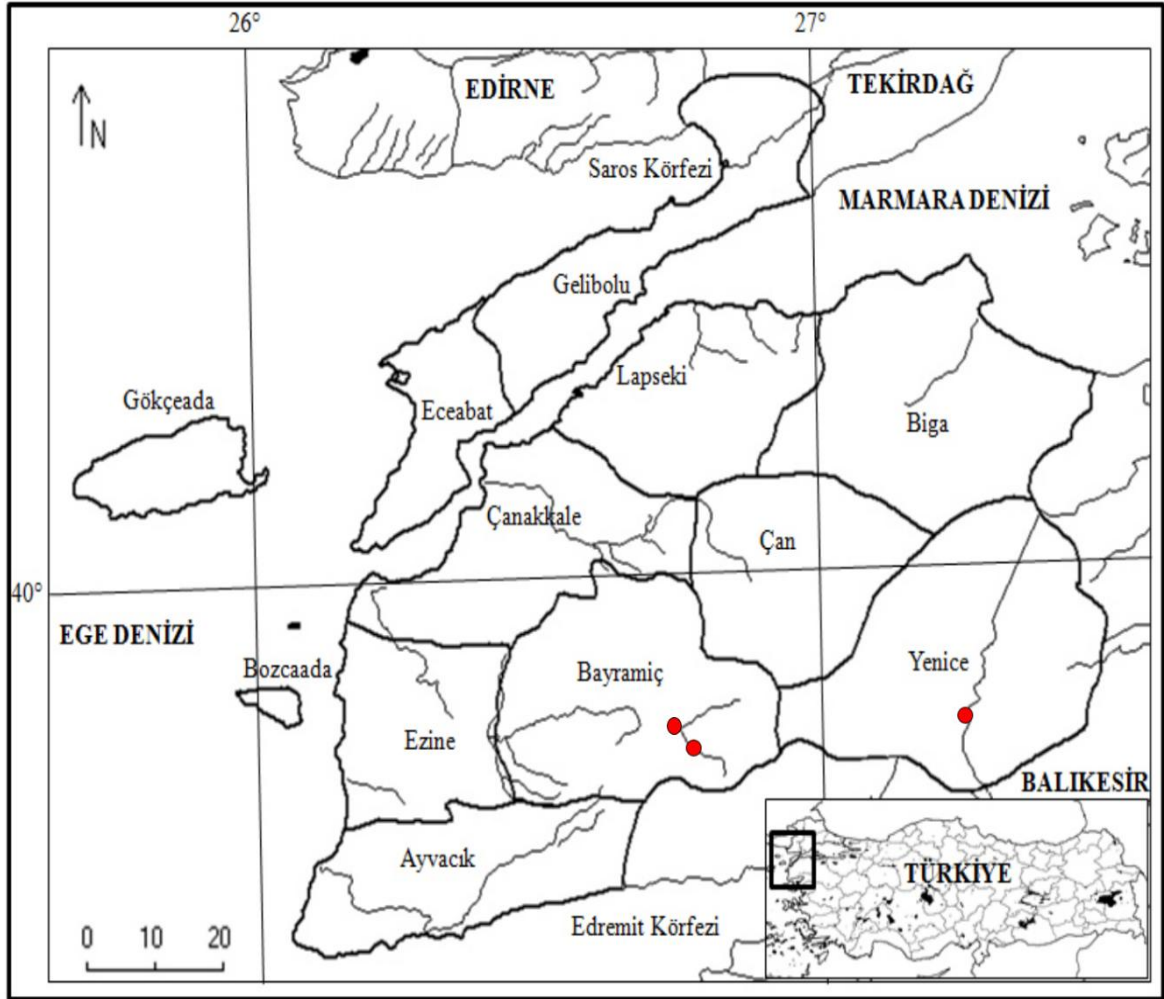 26° 27°
EDİRNE TEKİRDAĞ
N
Saros Körfezi
MARMARA DENİZİ
Gelibolu
Lapseki
Gökçeada
Eceabat
Biga
Çanakkale
Çan
40°
EGE DENİZİ
Bozcaada
Bayramiç
Yenice
Ezine
BALIKESİR
Ayvacık
TÜRKİYE
Edremit Körfezi
0 10 20